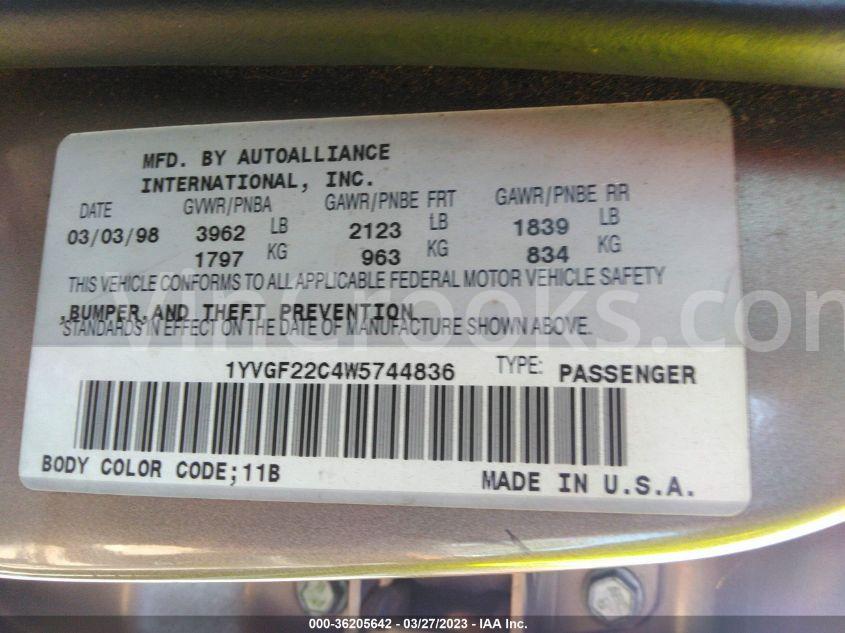 MFD. BY AUTOALLIANCE
INTERNATIONAL, INC.
DATE GVWR/PNBA GAWR/PNBE FRT GAWR/PNBE RR
03/03/98 3962 LB 2123 LB 1839 LB
1797 KG 963 KG 834 KG
THIS VEHICLE CONFORMS TO ALL APPLICABLE FEDERAL MOTOR VEHICLE SAFETY
,BUMPER,AND THEFT PREVENTION
STANDARDS IN EFFECT ON THE DATE OF MANUFACTURE SHOWN ABOVE.
VinCrooks.com
1YVGF22C4W5744836 TYPE: PASSENGER
BODY COLOR CODE;11B MADE IN U.S.A.
000-36205642 - 03/27/2023 - IAA Inc.